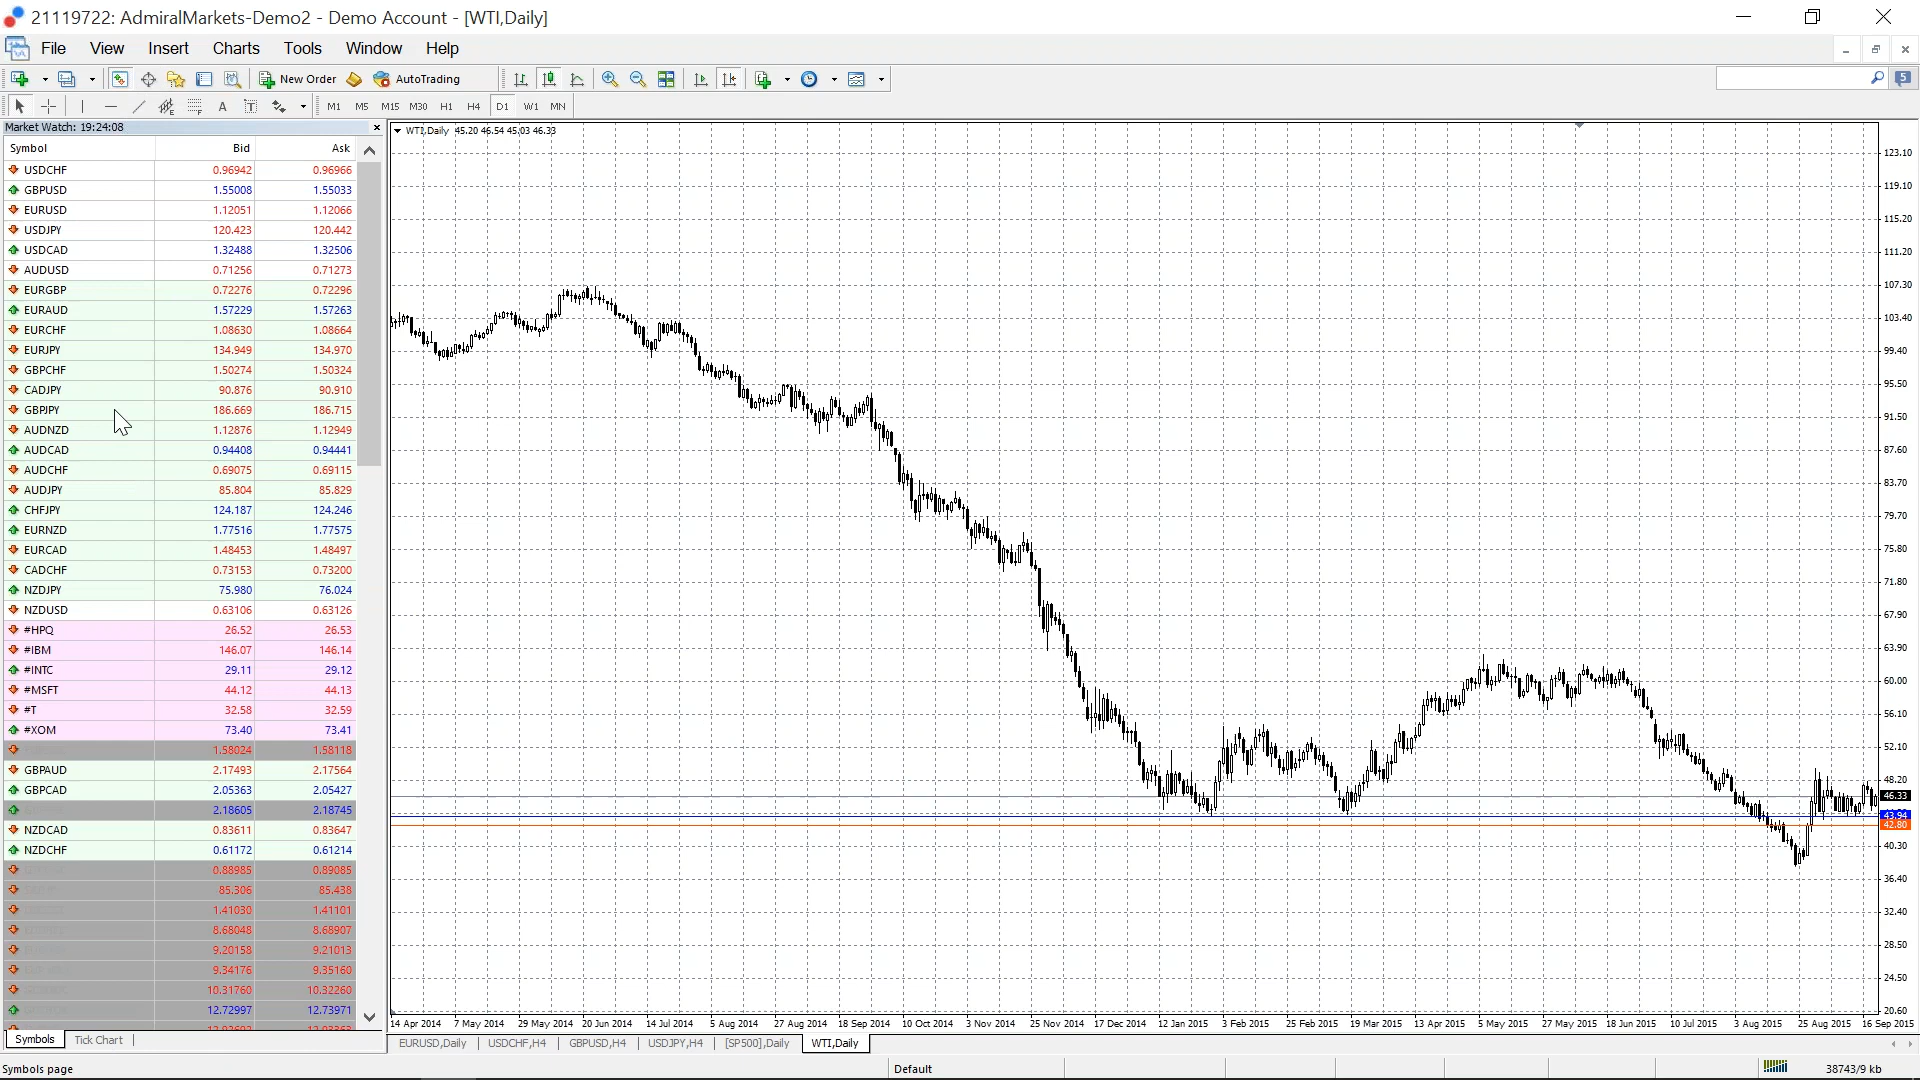 21119722: AdmiralMarkets-Demo2 - Demo Account - [WTI,Daily]
File View Insert Charts Tools Window Help
New Order AutoTrading 5
A T M1 M5 M15 M30 H1 H4 D1 W1 MN
Market Watch: 19:24:08
Symbol Bid Ask
USDCHF 0.96942 0.96966
GBPUSD 1.55008 1.55033
EURUSD 1.12051 1.12066
USDJPY 120.423 120.442
USDCAD 1.32488 1.32506
AUDUSD 0.71256 0.71273
EURGBP 0.72276 0.72296
EURAUD 1.57229 1.57263
EURCHF 1.08630 1.08664
EURJPY 134.949 134.970
GBPCHF 1.50274 1.50324
CADJPY 90.876 90.910
GBPJPY 186.669 186.715
AUDNZD 1.12876 1.12949
AUDCAD 0.94408 0.94441
AUDCHF 0.69075 0.69115
AUDJPY 85.804 85.829
CHFJPY 124.187 124.246
EURNZD 1.77516 1.77575
EURCAD 1.48453 1.48497
CADCHF 0.73153 0.73200
NZDJPY 75.980 76.024
NZDUSD 0.63106 0.63126
#HPQ 26.52 26.53
#IBM 146.07 146.14
#INTC 29.11 29.12
#MSFT 44.12 44.13
#T 32.58 32.59
#XOM 73.40 73.41
1.58024 1.58118
GBPAUD 2.17493 2.17564
GBPCAD 2.05363 2.05427
2.18605 2.18745
NZDCAD 0.83611 0.83647
NZDCHF 0.61172 0.61214
0.88985 0.89085
85.306 85.438
1.41030 1.41101
8.68048 8.68907
9.20158 9.21013
9.34176 9.35160
10.31760 10.32260
12.72997 12.73971
Symbols Tick Chart
Symbols page
WTI,Daily 45.20 46.54 45.03 46.33
123.10
119.10
115.20
111.20
107.30
103.40
99.40
95.50
91.50
87.60
83.70
79.70
75.80
71.80
67.90
63.90
60.00
56.10
52.10
48.20
46.33
43.94
42.80
40.30
36.40
32.40
28.50
24.50
20.60
14 Apr 2014 7 May 2014 29 May 2014 20 Jun 2014 14 Jul 2014 5 Aug 2014 27 Aug 2014 18 Sep 2014 10 Oct 2014 3 Nov 2014 25 Nov 2014 17 Dec 2014 12 Jan 2015 3 Feb 2015 25 Feb 2015 19 Mar 2015 13 Apr 2015 5 May 2015 27 May 2015 18 Jun 2015 10 Jul 2015 3 Aug 2015 25 Aug 2015 16 Sep 2015
EURUSD,Daily USDCHF,H4 GBPUSD,H4 USDJPY,H4 [SP500],Daily WTI,Daily
Default 38743/9 kb